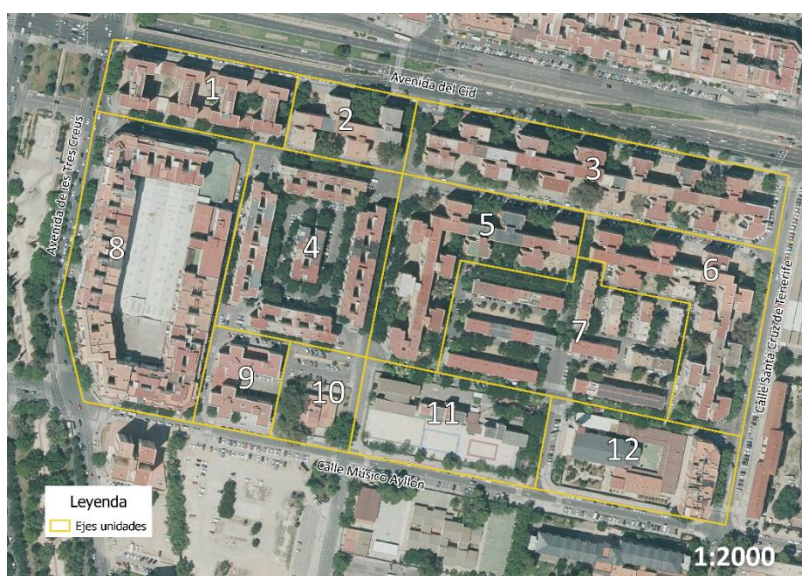 Avenida del Cid
Avenida de les Tres Creus
1
2
3
4
5
6
7
8
9
10
11
12
Calle Santa Cruz de Tenerife
Calle Músico Ayllón
Leyenda
Ejes unidades
1:2000